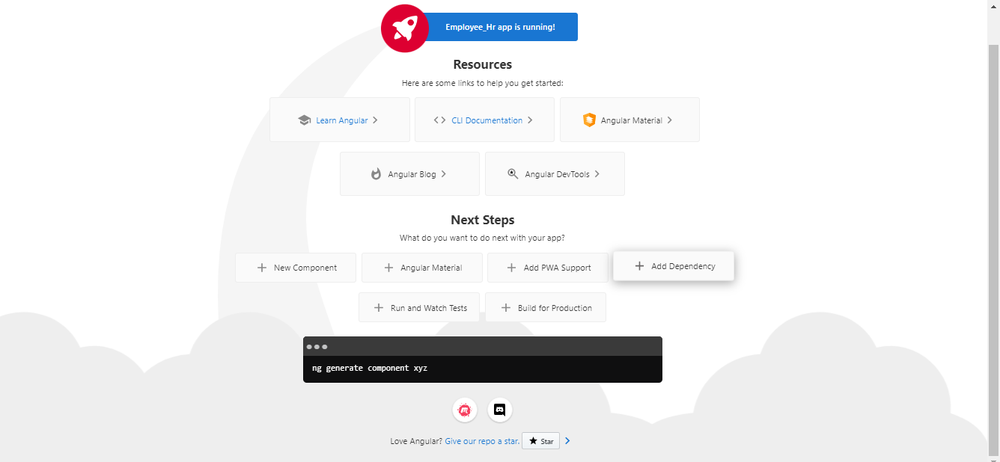 Employee_Hr app is running!
Resources
Here are some links to help you get started:
Learn Angular
CLI Documentation
Angular Material
Angular Blog
Angular DevTools
Next Steps
What do you want to do next with your app?
New Component
Angular Material
Add PWA Support
Add Dependency
Run and Watch Tests
Build for Production
ng generate component xyz
Love Angular? Give our repo a star. Star